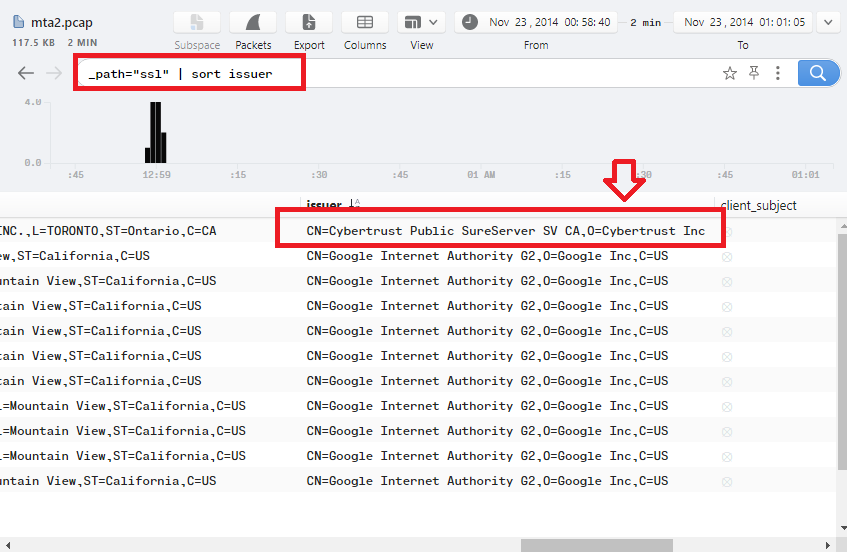 mta2.pcap
117.5 KB 2 MIN
Subspace Packets Export Columns View
Nov 23 , 2014 00:58:40
From
2 min
Nov 23 , 2014 01:01:05
To
_path="ssl" | sort issuer
4.0
0.0
:45 12:59 :15 :30 :45 01 AM :15 :30 :45 01:01
issuer client_subject
INC.,L=TORONTO,ST=Ontario,C=CA CN=Cybertrust Public SureServer SV CA,O=Cybertrust Inc
ew,ST=California,C=US CN=Google Internet Authority G2,O=Google Inc,C=US
untain View,ST=California,C=US CN=Google Internet Authority G2,O=Google Inc,C=US
tain View,ST=California,C=US CN=Google Internet Authority G2,O=Google Inc,C=US
tain View,ST=California,C=US CN=Google Internet Authority G2,O=Google Inc,C=US
tain View,ST=California,C=US CN=Google Internet Authority G2,O=Google Inc,C=US
tain View,ST=California,C=US CN=Google Internet Authority G2,O=Google Inc,C=US
L=Mountain View,ST=California,C=US CN=Google Internet Authority G2,O=Google Inc,C=US
L=Mountain View,ST=California,C=US CN=Google Internet Authority G2,O=Google Inc,C=US
L=Mountain View,ST=California,C=US CN=Google Internet Authority G2,O=Google Inc,C=US
untain View,ST=California,C=US CN=Google Internet Authority G2,O=Google Inc,C=US